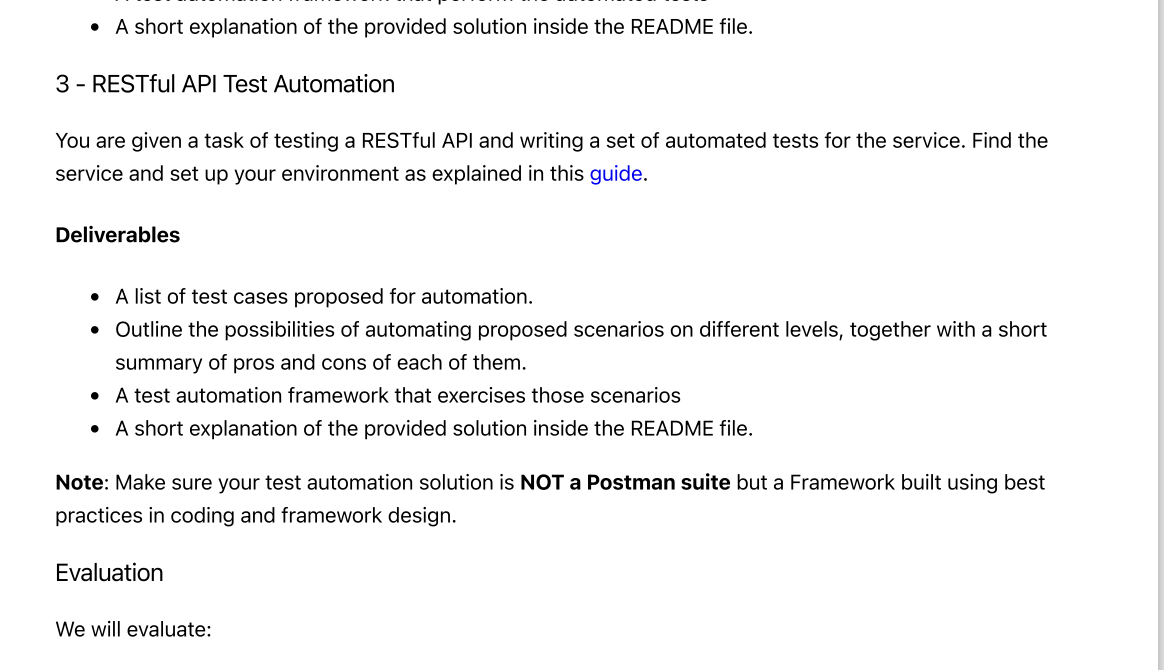 A short explanation of the provided solution inside the README file.
3 - RESTful API Test Automation
You are given a task of testing a RESTful API and writing a set of automated tests for the service. Find the
service and set up your environment as explained in this guide.
Deliverables
A list of test cases proposed for automation.
Outline the possibilities of automating proposed scenarios on different levels, together with a short
summary of pros and cons of each of them.
A test automation framework that exercises those scenarios
A short explanation of the provided solution inside the README file.
Note: Make sure your test automation solution is NOT a Postman suite but a Framework built using best
practices in coding and framework design.
Evaluation
We will evaluate: